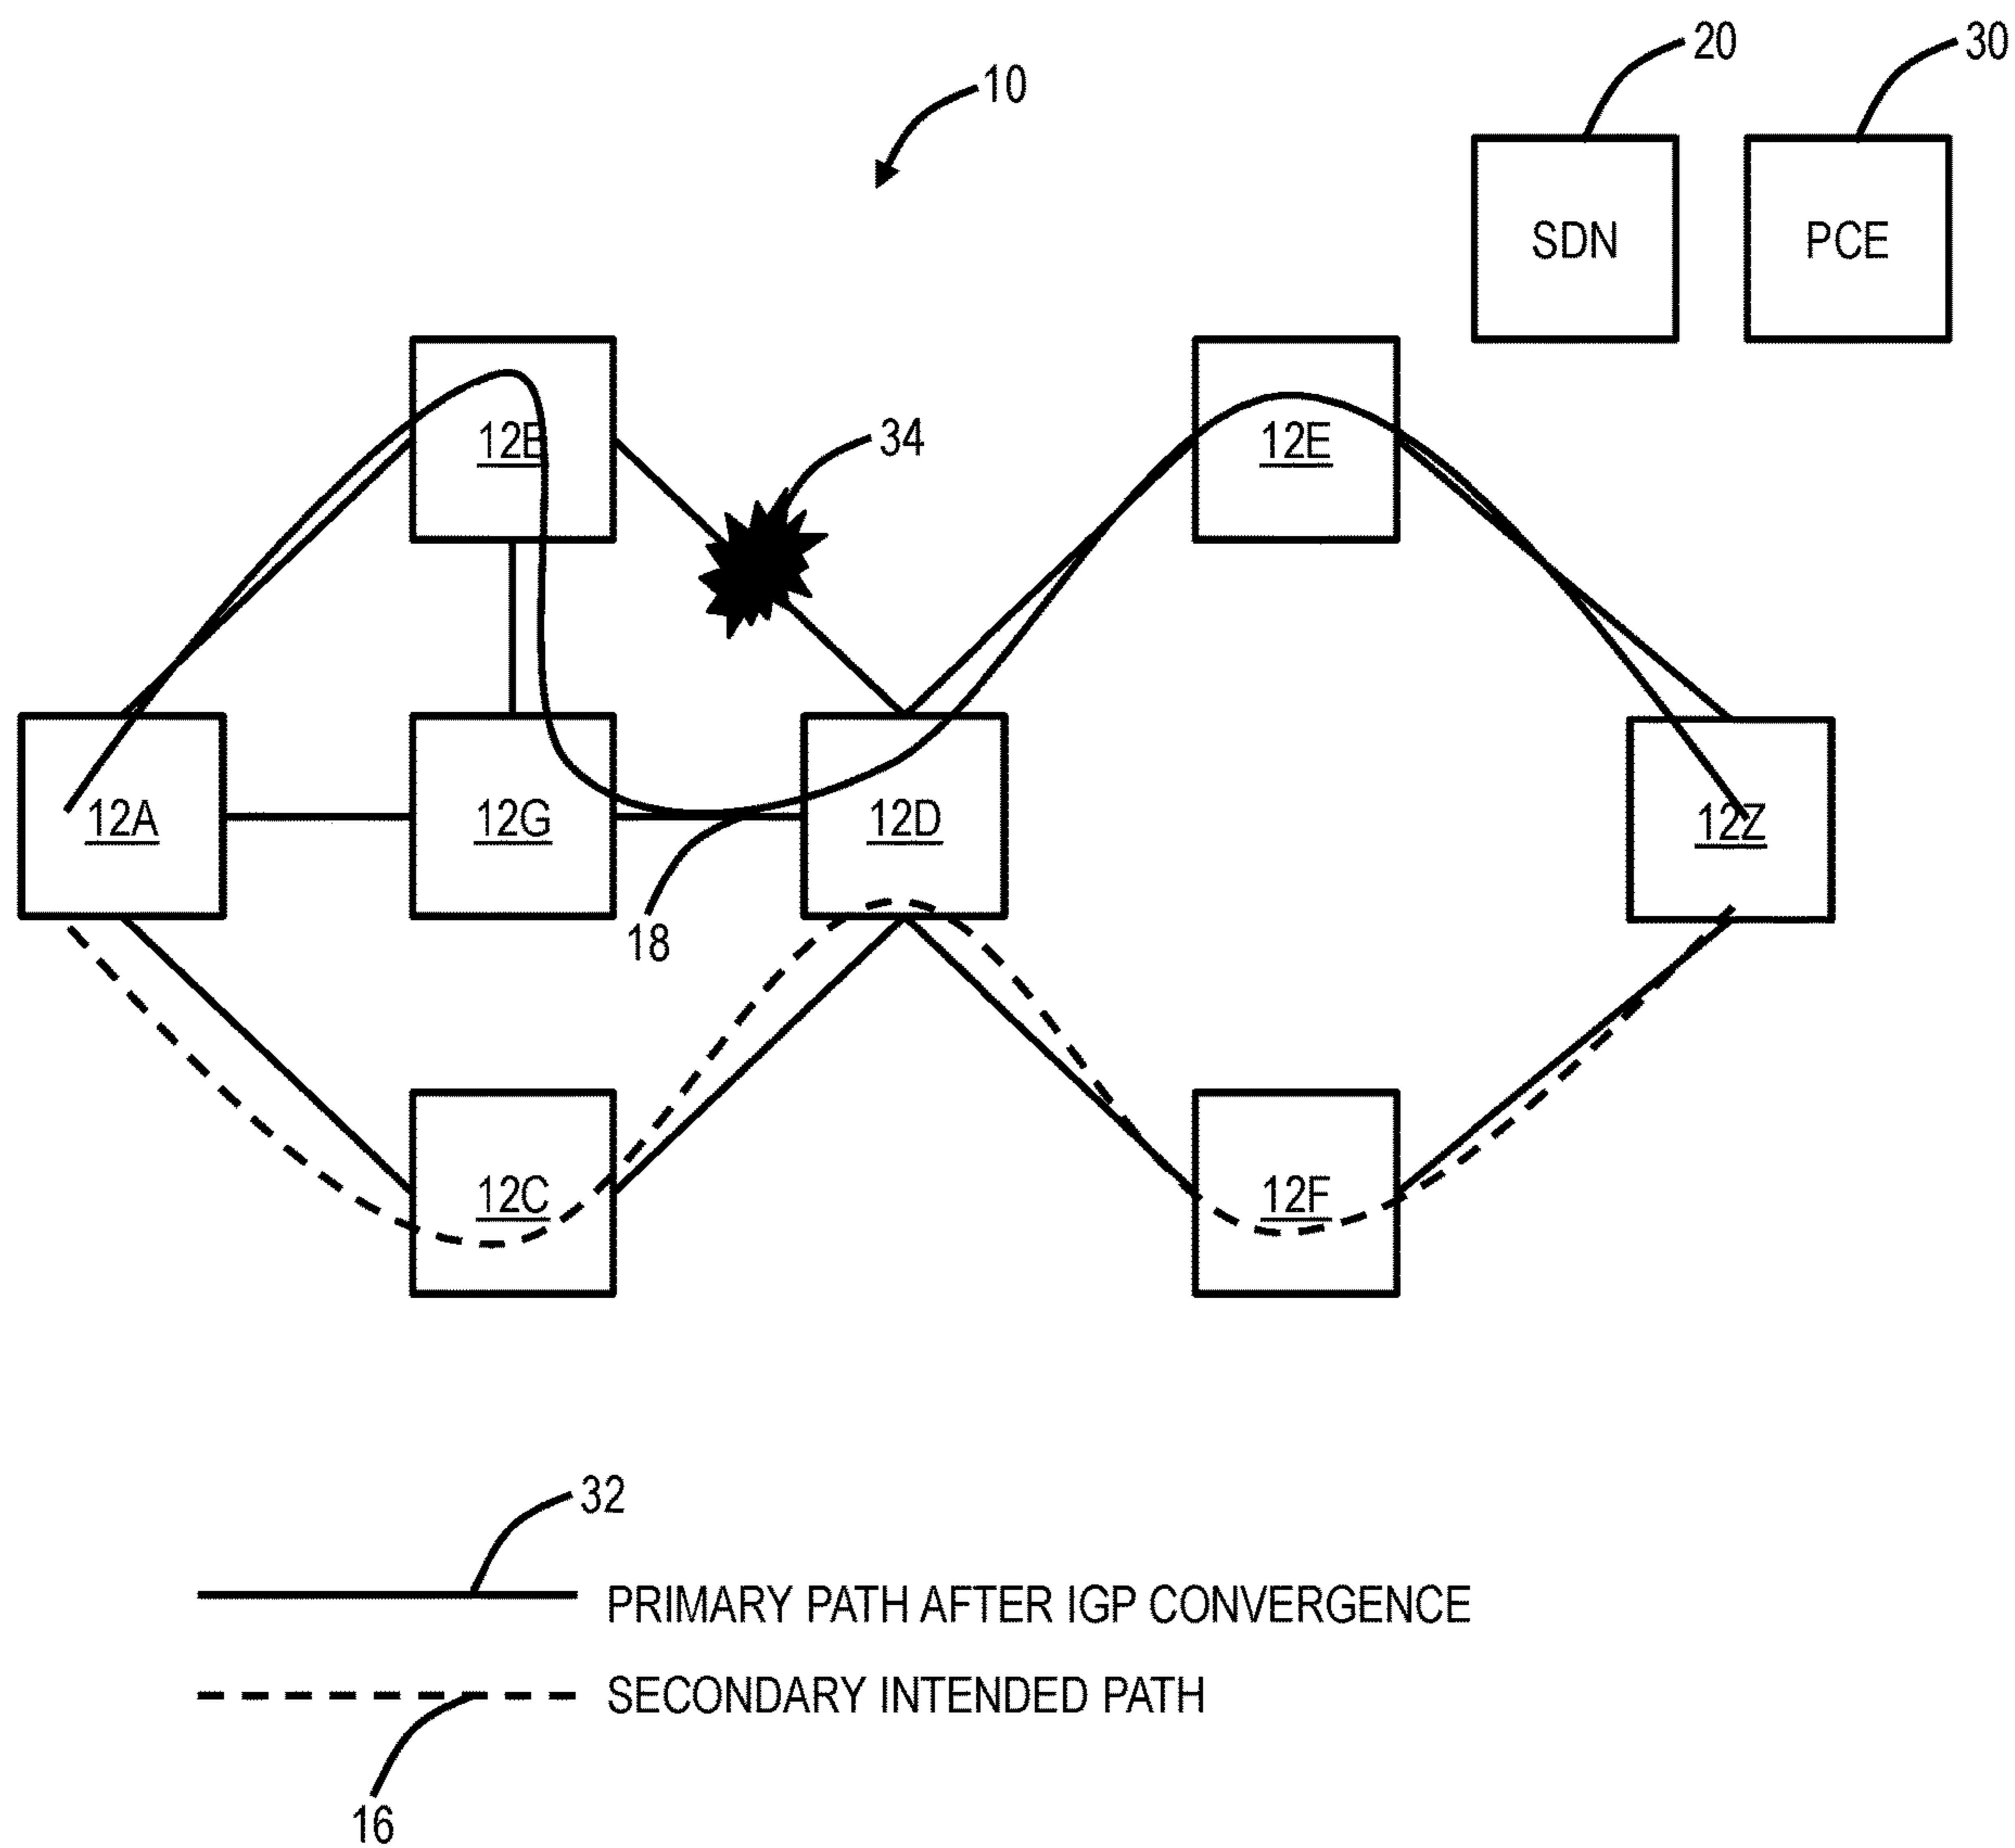 20
30
10
SDN
PCE
34
12B
12E
12A
12G
12D
12Z
18
12C
12F
32
PRIMARY PATH AFTER IGP CONVERGENCE
SECONDARY INTENDED PATH
16